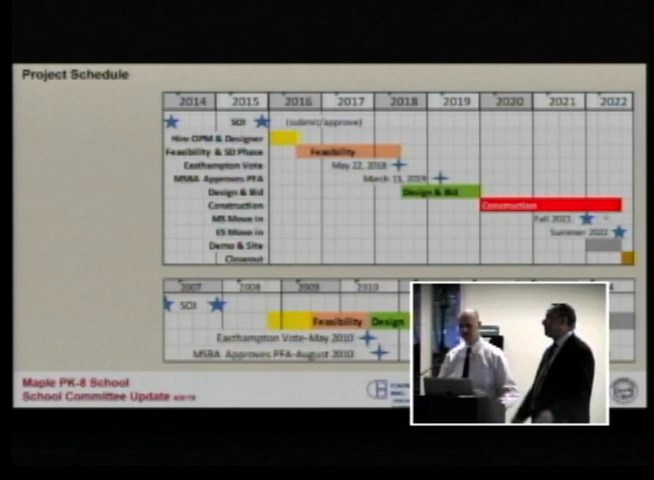 Project Schedule
2014 2015 2016 2017 2018 2019 2020 2021 2022
SOI (submit/approve)
Hire OPM & Designer
Feasibility & SD Phase Feasibility
Easthampton Vote May 22, 2018
MSBA Approves PFA March 13, 2019
Design & Bid Design & Bid
Construction Construction
MS Move in Fall 2021
ES Move in Summer 2022
Demo & Site
Closeout
2007 2008 2009 2010
SOI
Feasibility Design
Easthampton Vote-May 2010
MSBA Approves PFA-August 2010
Maple PK-8 School
School Committee Update